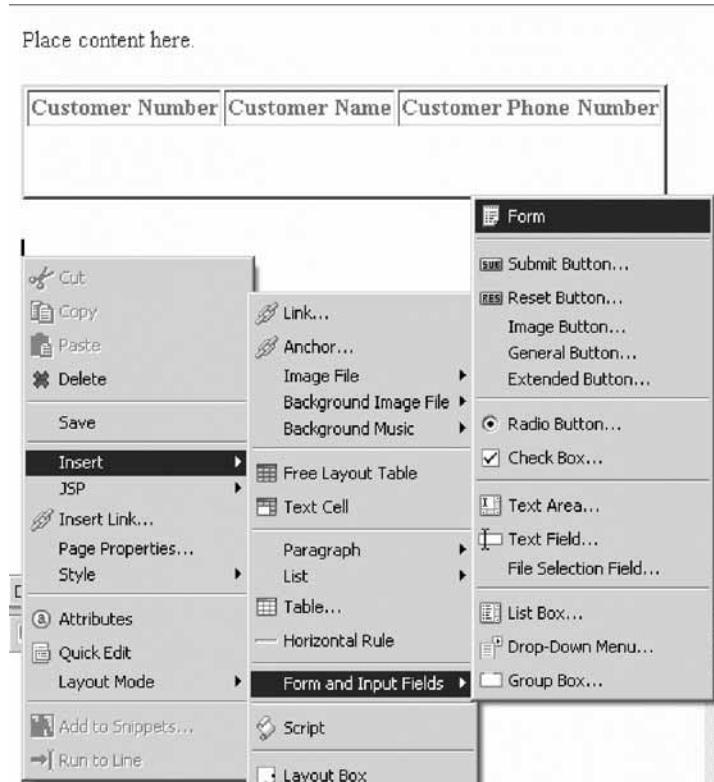 Place content here.
Customer Number Customer Name Customer Phone Number
Cut
Copy
Paste
Delete
Save
Insert
JSP
Insert Link...
Page Properties...
Style
Attributes
Quick Edit
Layout Mode
Add to Snippets...
Run to Line
Link...
Anchor...
Image File
Background Image File
Background Music
Free Layout Table
Text Cell
Paragraph
List
Table...
Horizontal Rule
Form and Input Fields
Script
Layout Box
Form
SUB Submit Button...
RES Reset Button...
Image Button...
General Button...
Extended Button...
Radio Button...
Check Box...
Text Area...
Text Field...
File Selection Field...
List Box...
Drop-Down Menu...
Group Box...